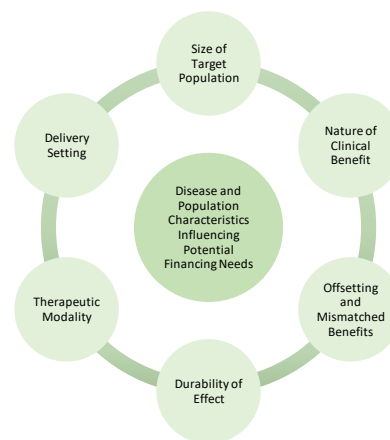 Size of
Target
Population
Nature of
Clinical
Benefit
Offsetting
and
Mismatched
Benefits
Durability of
Effect
Therapeutic
Modality
Delivery
Setting
Disease and
Population
Characteristics
Influencing
Potential
Financing Needs